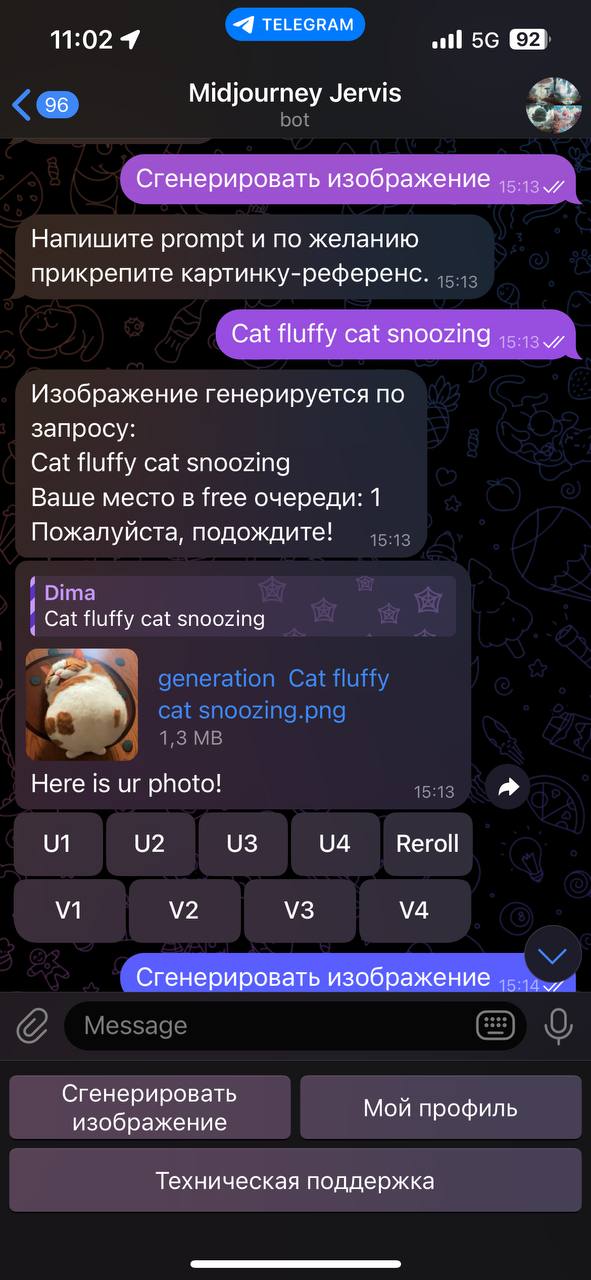 11:02
TELEGRAM
5G
92
96
Midjourney Jervis
bot
Сгенерировать изображение 15:13
Напишите prompt и по желанию
прикрепите картинку-референс. 15:13
Cat fluffy cat snoozing 15:13
Изображение генерируется по
запросу:
Cat fluffy cat snoozing
Ваше место в free очереди: 1
Пожалуйста, подождите! 15:13
Dima
Cat fluffy cat snoozing
generation Cat fluffy
cat snoozing.png
1,3 MB
Here is ur photo! 15:13
U1 U2 U3 U4 Reroll
V1 V2 V3 V4
Сгенерировать изображение 15:14
Message
Сгенерировать
изображение
Мой профиль
Техническая поддержка